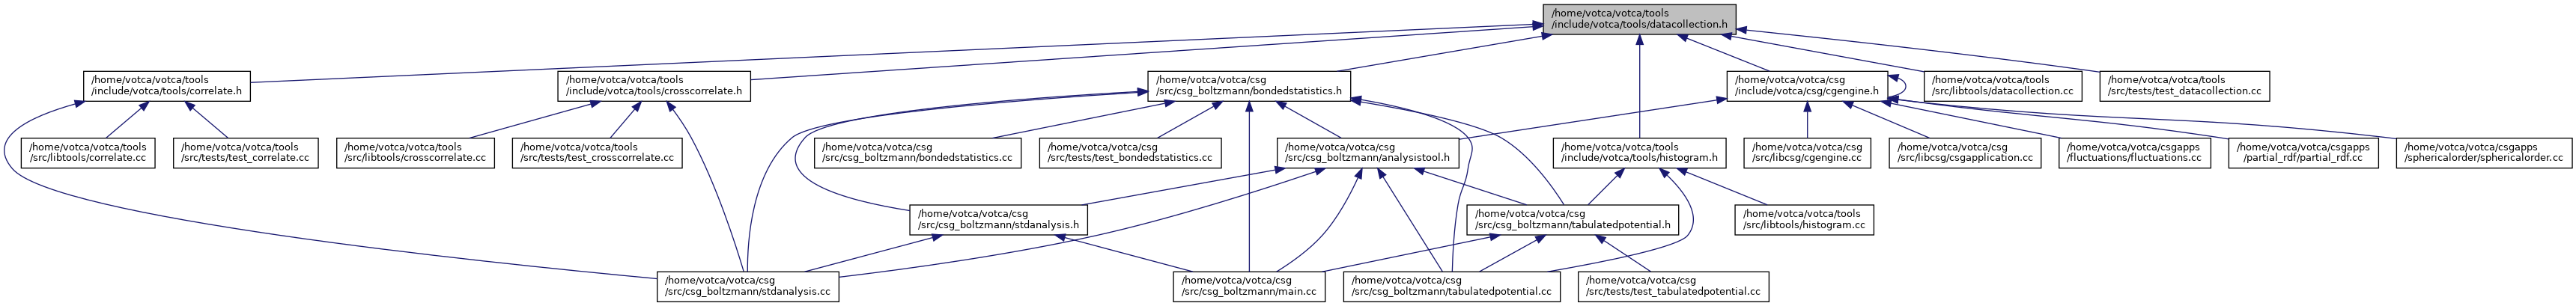 /home/votca/votca/tools
/include/votca/tools/datacollection.h
/home/votca/votca/tools
/include/votca/tools/correlate.h
/home/votca/votca/tools
/include/votca/tools/crosscorrelate.h
/home/votca/votca/csg
/src/csg_boltzmann/bondedstatistics.h
/home/votca/votca/csg
/include/votca/csg/cgengine.h
/home/votca/votca/tools
/src/libtools/datacollection.cc
/home/votca/votca/tools
/src/tests/test_datacollection.cc
/home/votca/votca/tools
/src/libtools/correlate.cc
/home/votca/votca/tools
/src/tests/test_correlate.cc
/home/votca/votca/tools
/src/libtools/crosscorrelate.cc
/home/votca/votca/tools
/src/tests/test_crosscorrelate.cc
/home/votca/votca/csg
/src/csg_boltzmann/bondedstatistics.cc
/home/votca/votca/csg
/src/tests/test_bondedstatistics.cc
/home/votca/votca/csg
/src/csg_boltzmann/analysistool.h
/home/votca/votca/tools
/include/votca/tools/histogram.h
/home/votca/votca/csg
/src/libcsg/cgengine.cc
/home/votca/votca/csg
/src/libcsg/csgapplication.cc
/home/votca/votca/csgapps
/fluctuations/fluctuations.cc
/home/votca/votca/csgapps
/partial_rdf/partial_rdf.cc
/home/votca/votca/csgapps
/sphericalorder/sphericalorder.cc
/home/votca/votca/csg
/src/csg_boltzmann/stdanalysis.h
/home/votca/votca/csg
/src/csg_boltzmann/tabulatedpotential.h
/home/votca/votca/tools
/src/libtools/histogram.cc
/home/votca/votca/csg
/src/csg_boltzmann/stdanalysis.cc
/home/votca/votca/csg
/src/csg_boltzmann/main.cc
/home/votca/votca/csg
/src/csg_boltzmann/tabulatedpotential.cc
/home/votca/votca/csg
/src/tests/test_tabulatedpotential.cc